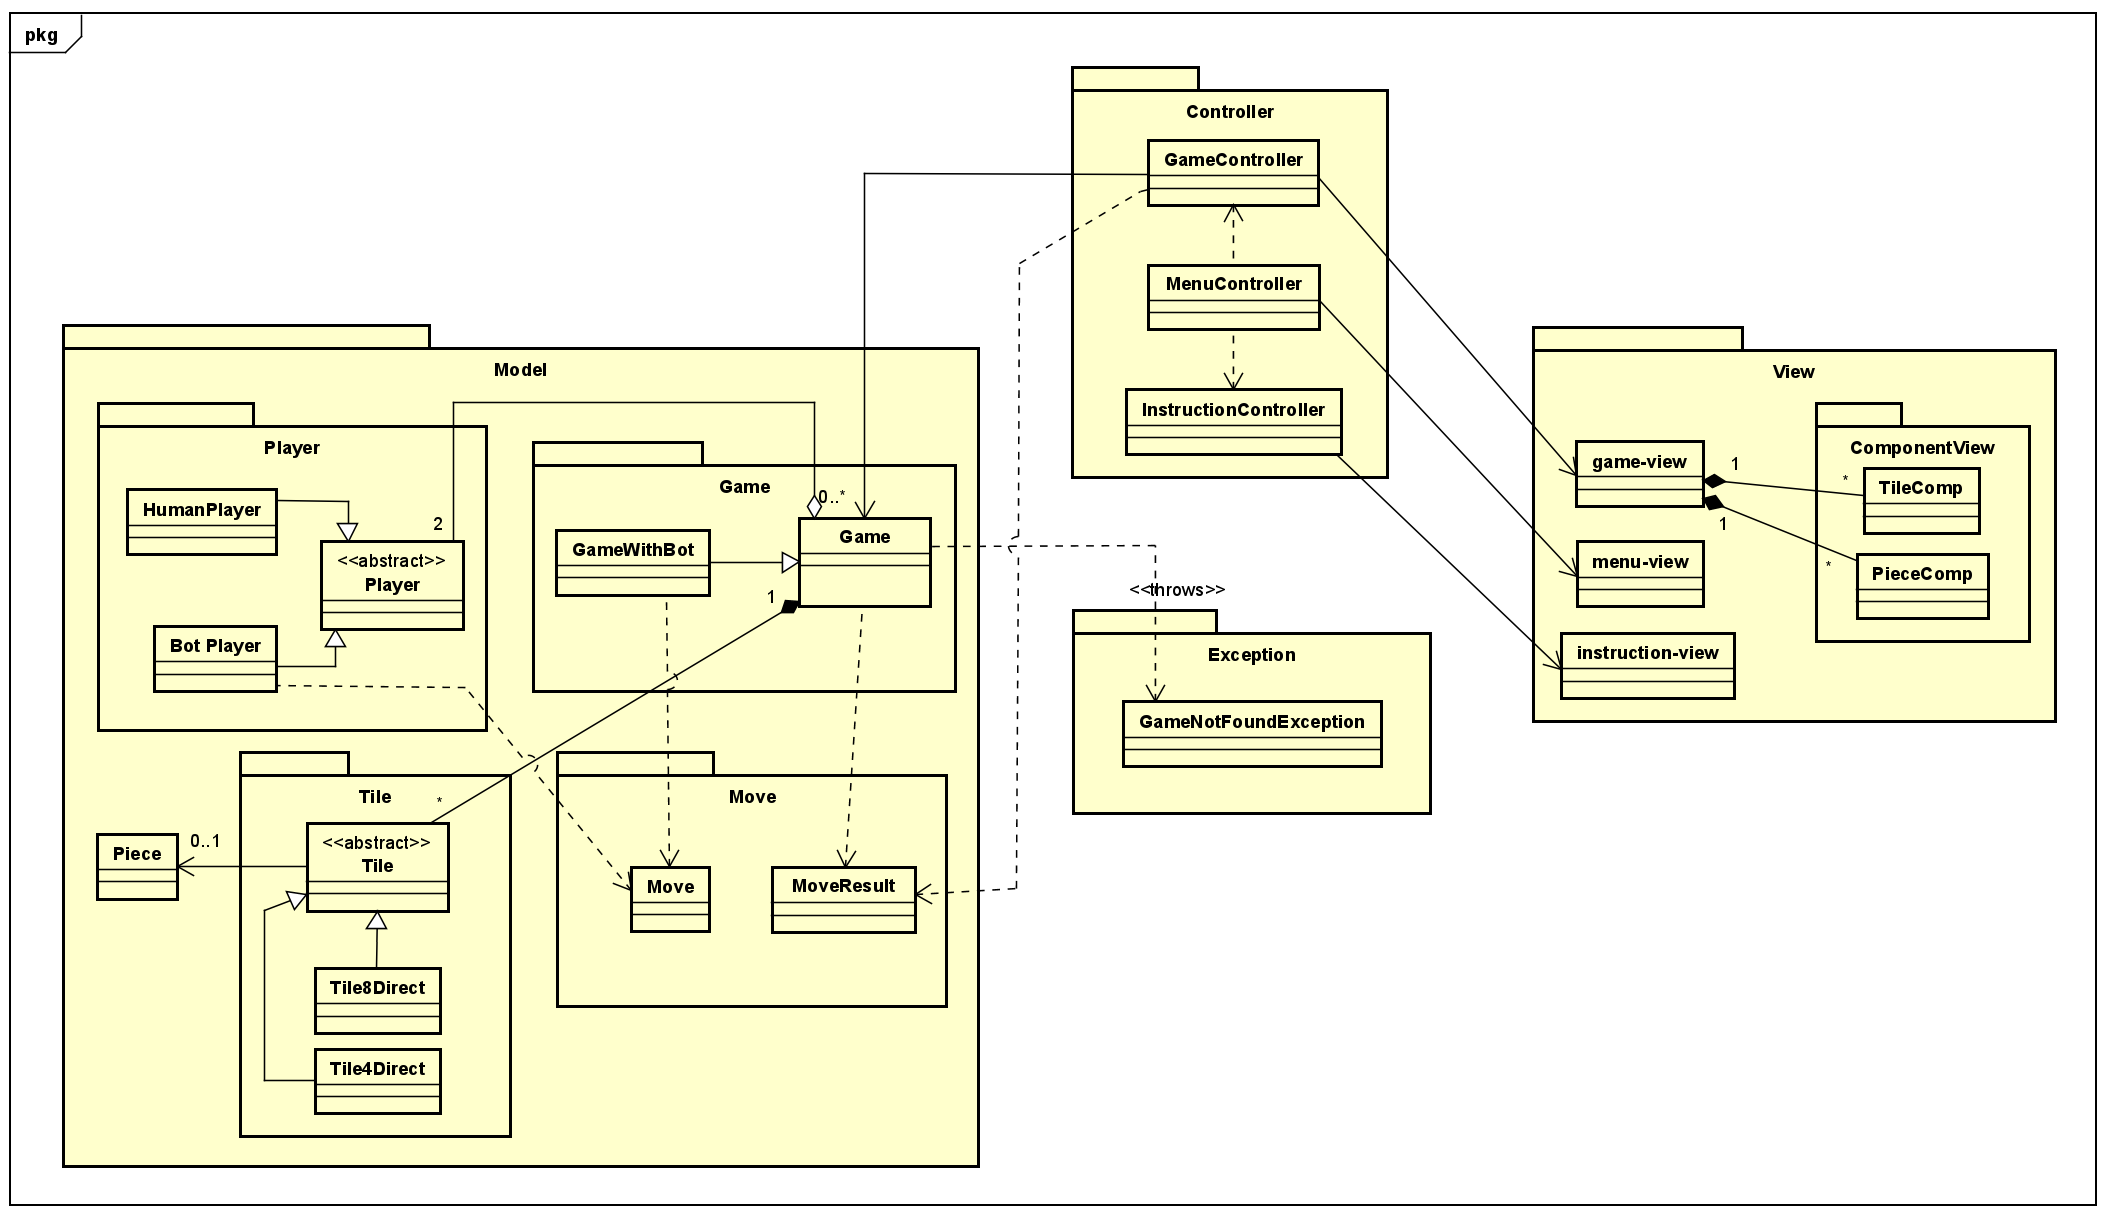 pkg
Controller
GameController
MenuController
InstructionController
Model
Player
HumanPlayer
2
<<abstract>>
Player
Bot Player
Game
0..*
GameWithBot
Game
1
<<throws>>
Exception
GameNotFoundException
View
game-view
1
*
1
*
menu-view
instruction-view
ComponentView
TileComp
PieceComp
Tile
*
Piece
0..1
<<abstract>>
Tile
Tile8Direct
Tile4Direct
Move
Move
MoveResult